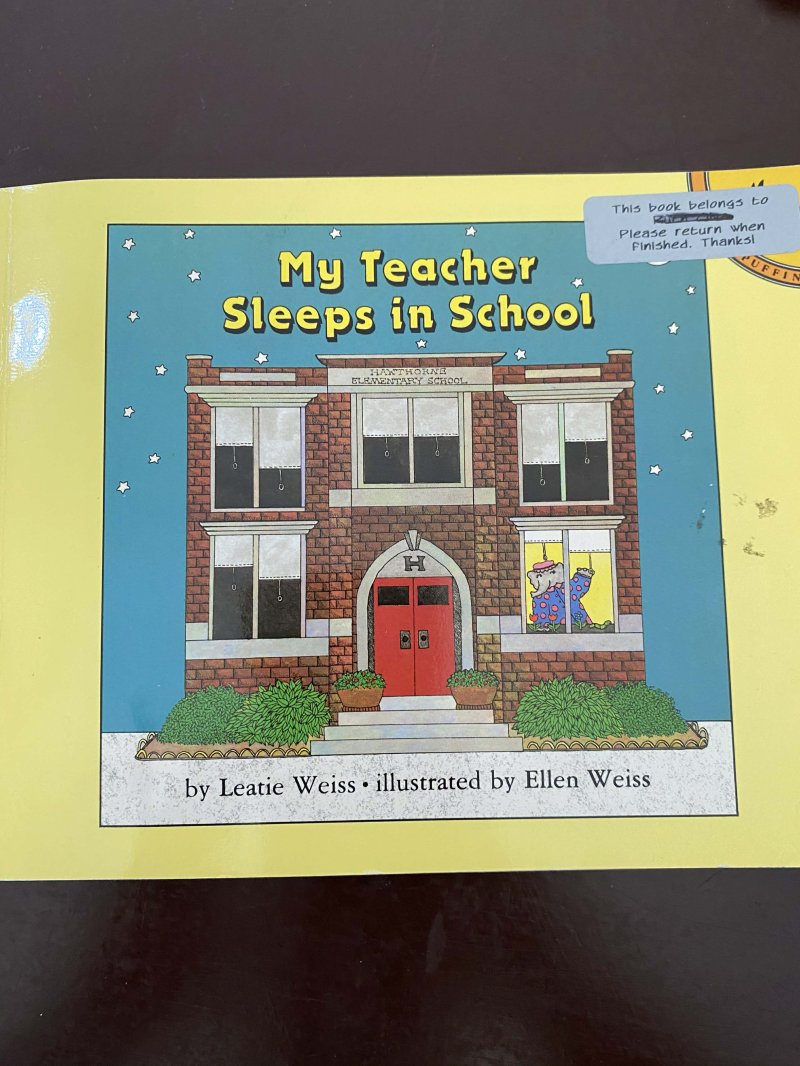 This book belongs to
Please return when
finished. Thanks!
PUFFIN
My Teacher
Sleeps in School
HAWTHORNE
ELEMENTARY SCHOOL
H
by Leatie Weiss • illustrated by Ellen Weiss